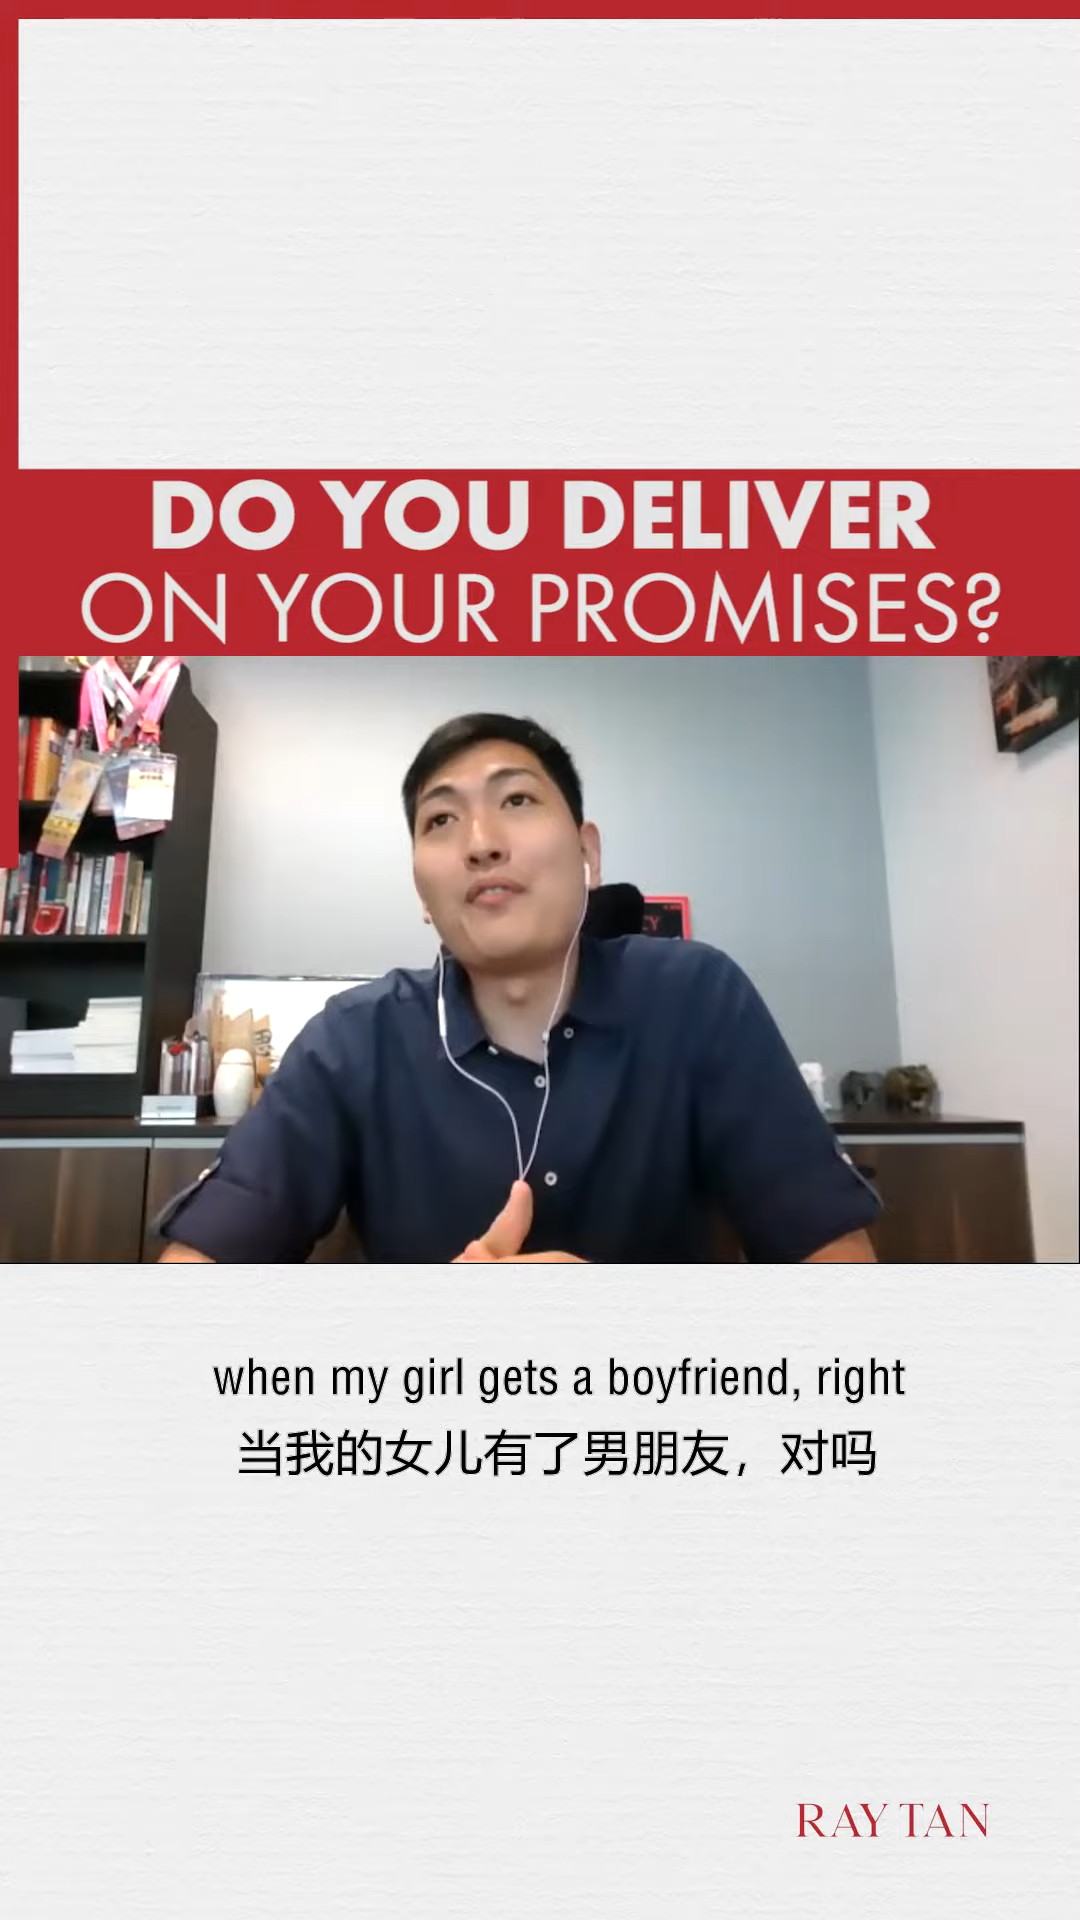 DO YOU DELIVER
ON YOUR PROMISES?
when my girl gets a boyfriend, right
当我的女儿有了男朋友，对吗
RAY TAN